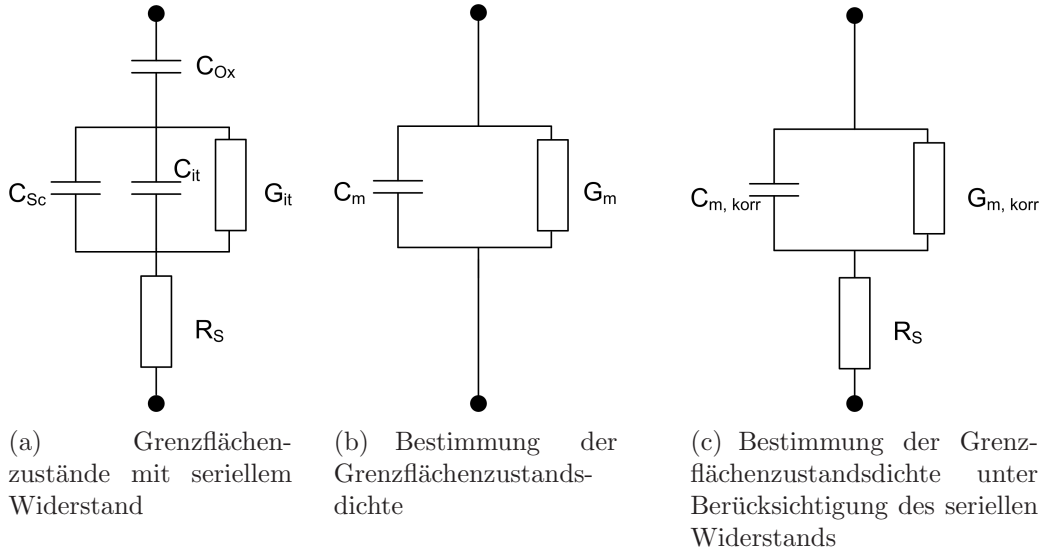 C_Ox
C_Sc
C_it
G_it
R_S
C_m
G_m
C_m, korr
G_m, korr
R_S
(a) Grenzflächen-
zustände mit seriellem
Widerstand
(b) Bestimmung der
Grenzflächenzustands-
dichte
(c) Bestimmung der Grenz-
flächenzustandsdichte unter
Berücksichtigung des seriellen
Widerstands